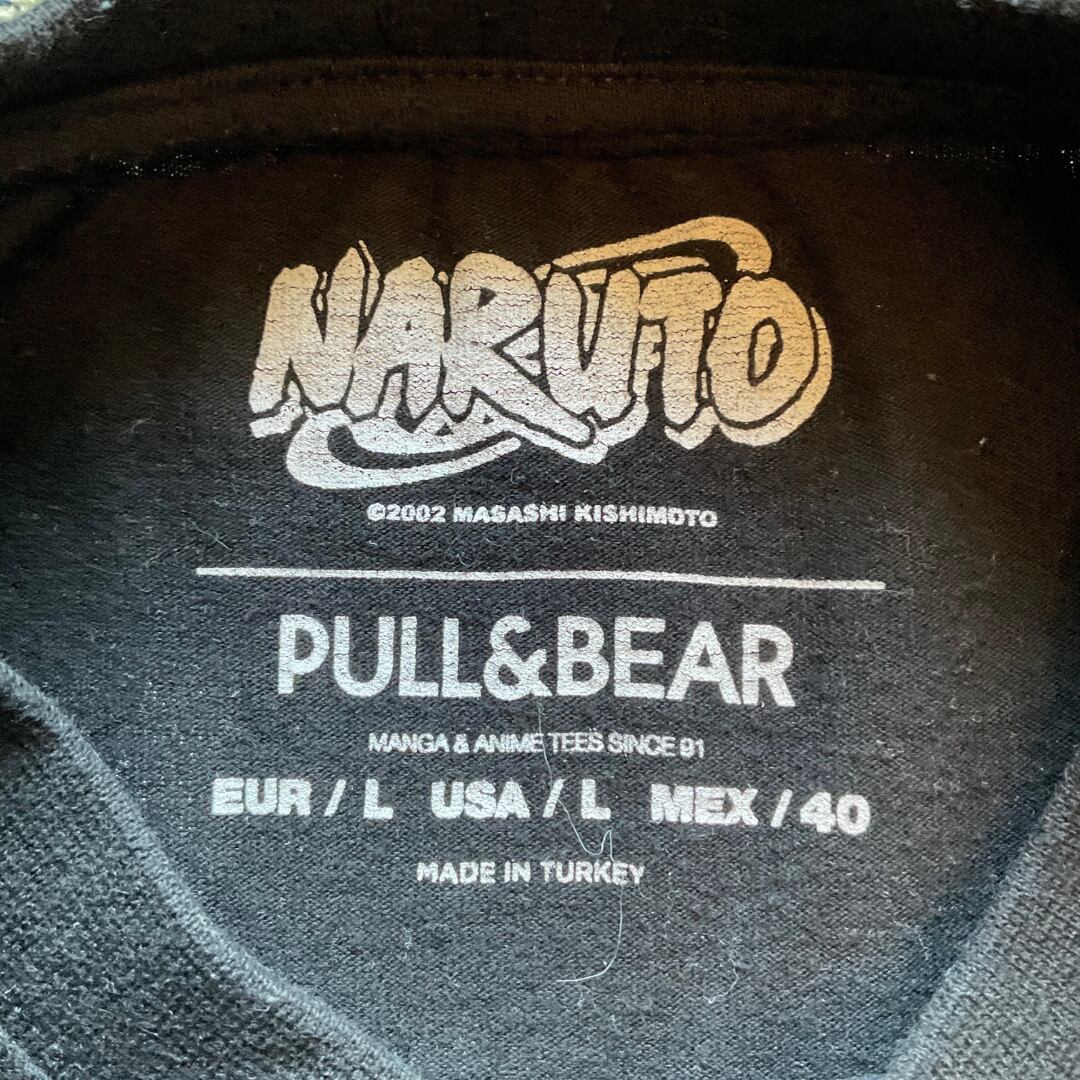 NARUTO
©2002 MASASHI KISHIMOTO
PULL&BEAR
MANGA & ANIME TEES SINCE 91
EUR / L USA / L MEX / 40
MADE IN TURKEY